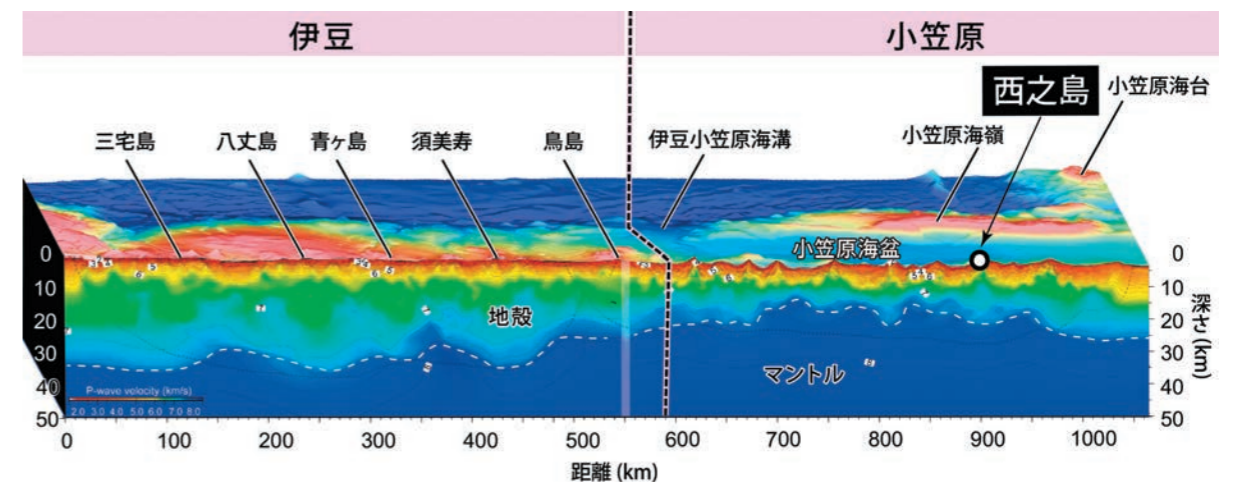 伊豆
小笠原
西之島
小笠原海台
三宅島
八丈島
青ヶ島
須美寿
鳥島
伊豆小笠原海溝
小笠原海嶺
小笠原海盆
地殻
マントル
0
10
20
30
40
50
0
10
20
30
40
50
深さ (km)
P-wave velocity (km/s)
2.0 3.0 4.0 5.0 6.0 7.0 8.0
0 100 200 300 400 500 600 700 800 900 1000
距離 (km)